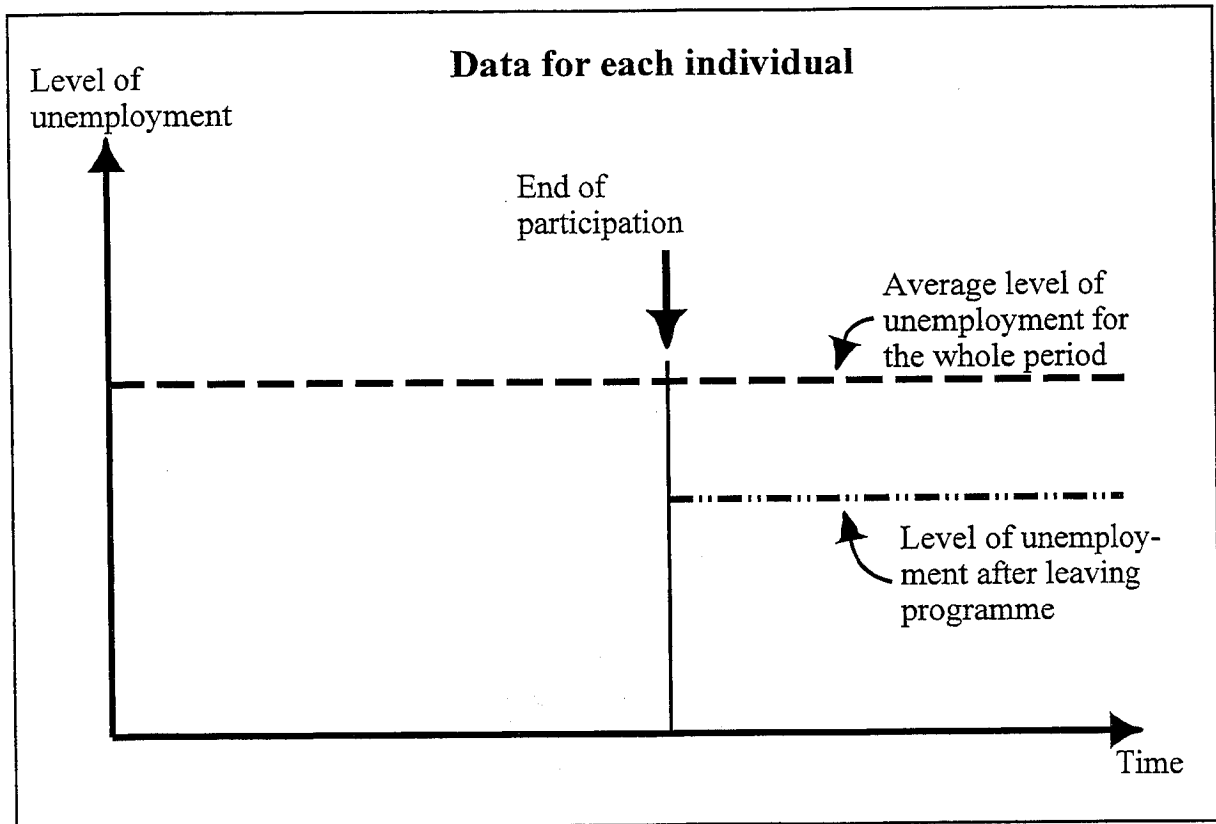 Data for each individual
Level of
unemployment
End of
participation
Average level of
unemployment for
the whole period
Level of unemploy-
ment after leaving
programme
Time